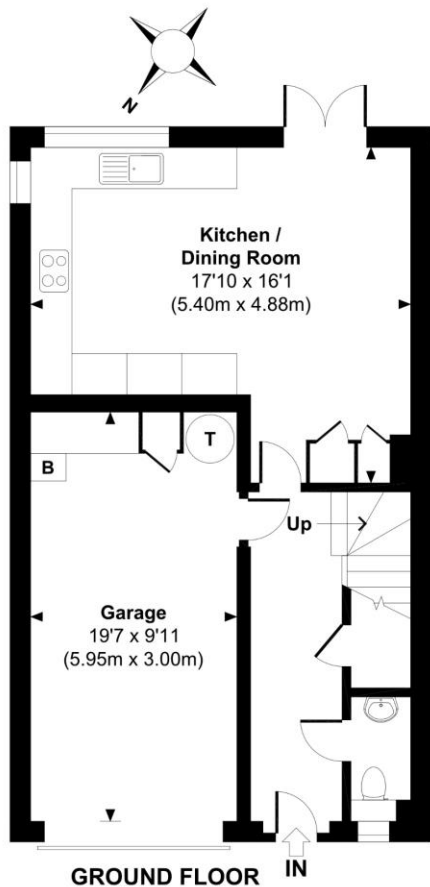 N
Kitchen /
Dining Room
17'10 x 16'1
(5.40m x 4.88m)
T
B
Up
Garage
19'7 x 9'11
(5.95m x 3.00m)
GROUND FLOOR
IN